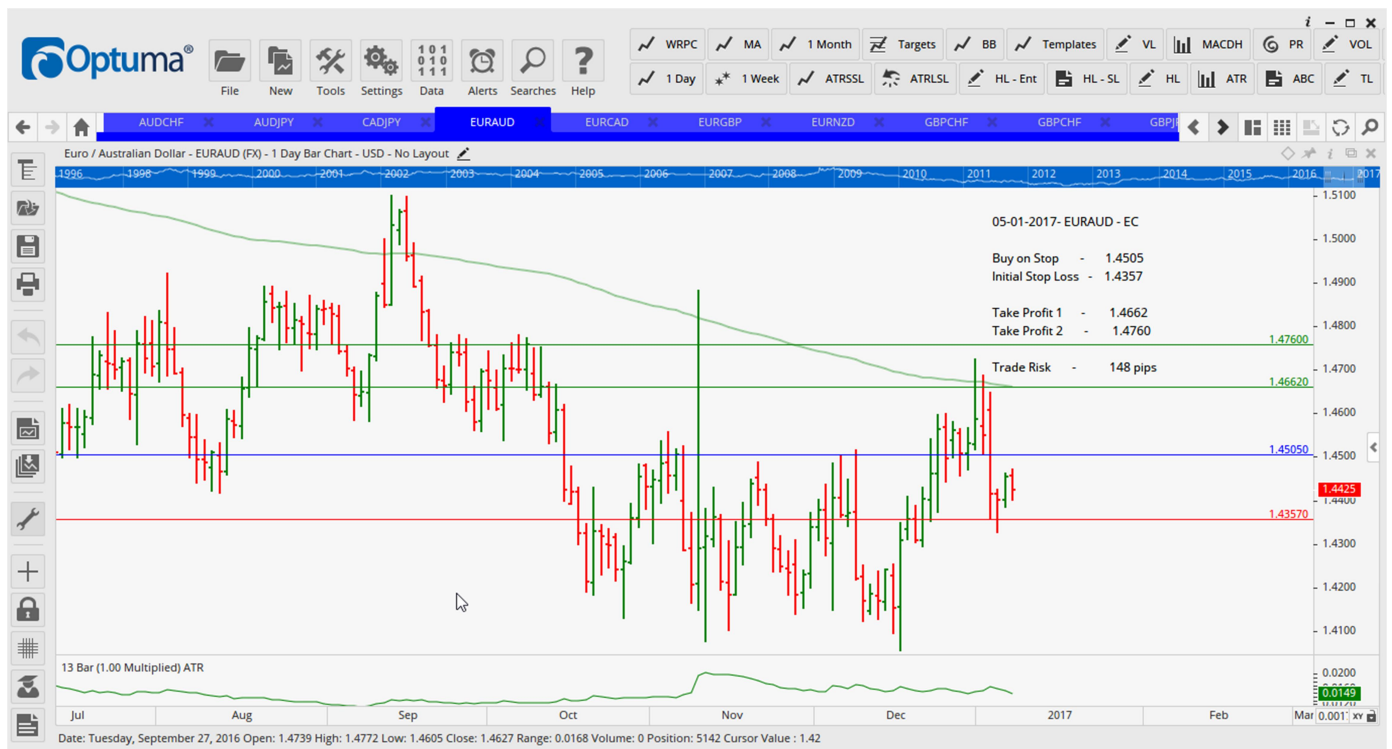 i
Optuma®
WRPC MA 1 Month Targets BB Templates VL MACDH PR VOL
1 Day 1 Week ATRSSL ATRLSL HL - Ent HL - SL HL ATR ABC TL
101
010
111
File New Tools Settings Data Alerts Searches Help
AUDCHF AUDJPY CADJPY EURAUD EURCAD EURGBP EURNZD GBPCHF GBPCHF
Euro / Australian Dollar - EURAUD (FX) - 1 Day Bar Chart - USD - No Layout
1996 1998 1999 2000 2001 2002 2003 2004 2005 2006 2007 2008 2009 2010 2011 2012 2013 2014 2015 2016 2017
1.5100
05-01-2017- EURAUD - EC
1.5000
Buy on Stop - 1.4505
Initial Stop Loss - 1.4357
1.4900
Take Profit 1 - 1.4662
Take Profit 2 - 1.4760
1.4800
1.47600
Trade Risk - 148 pips
1.4700
1.46620
1.4600
1.45050
1.4500
1.4425
1.4400
1.43570
1.4300
1.4200
1.4100
13 Bar (1.00 Multiplied) ATR
0.0200
0.0149
Jul Aug Sep Oct Nov Dec 2017 Feb Mar XY
Date: Tuesday, September 27, 2016 Open: 1.4739 High: 1.4772 Low: 1.4605 Close: 1.4627 Range: 0.0168 Volume: 0 Position: 5142 Cursor Value : 1.42